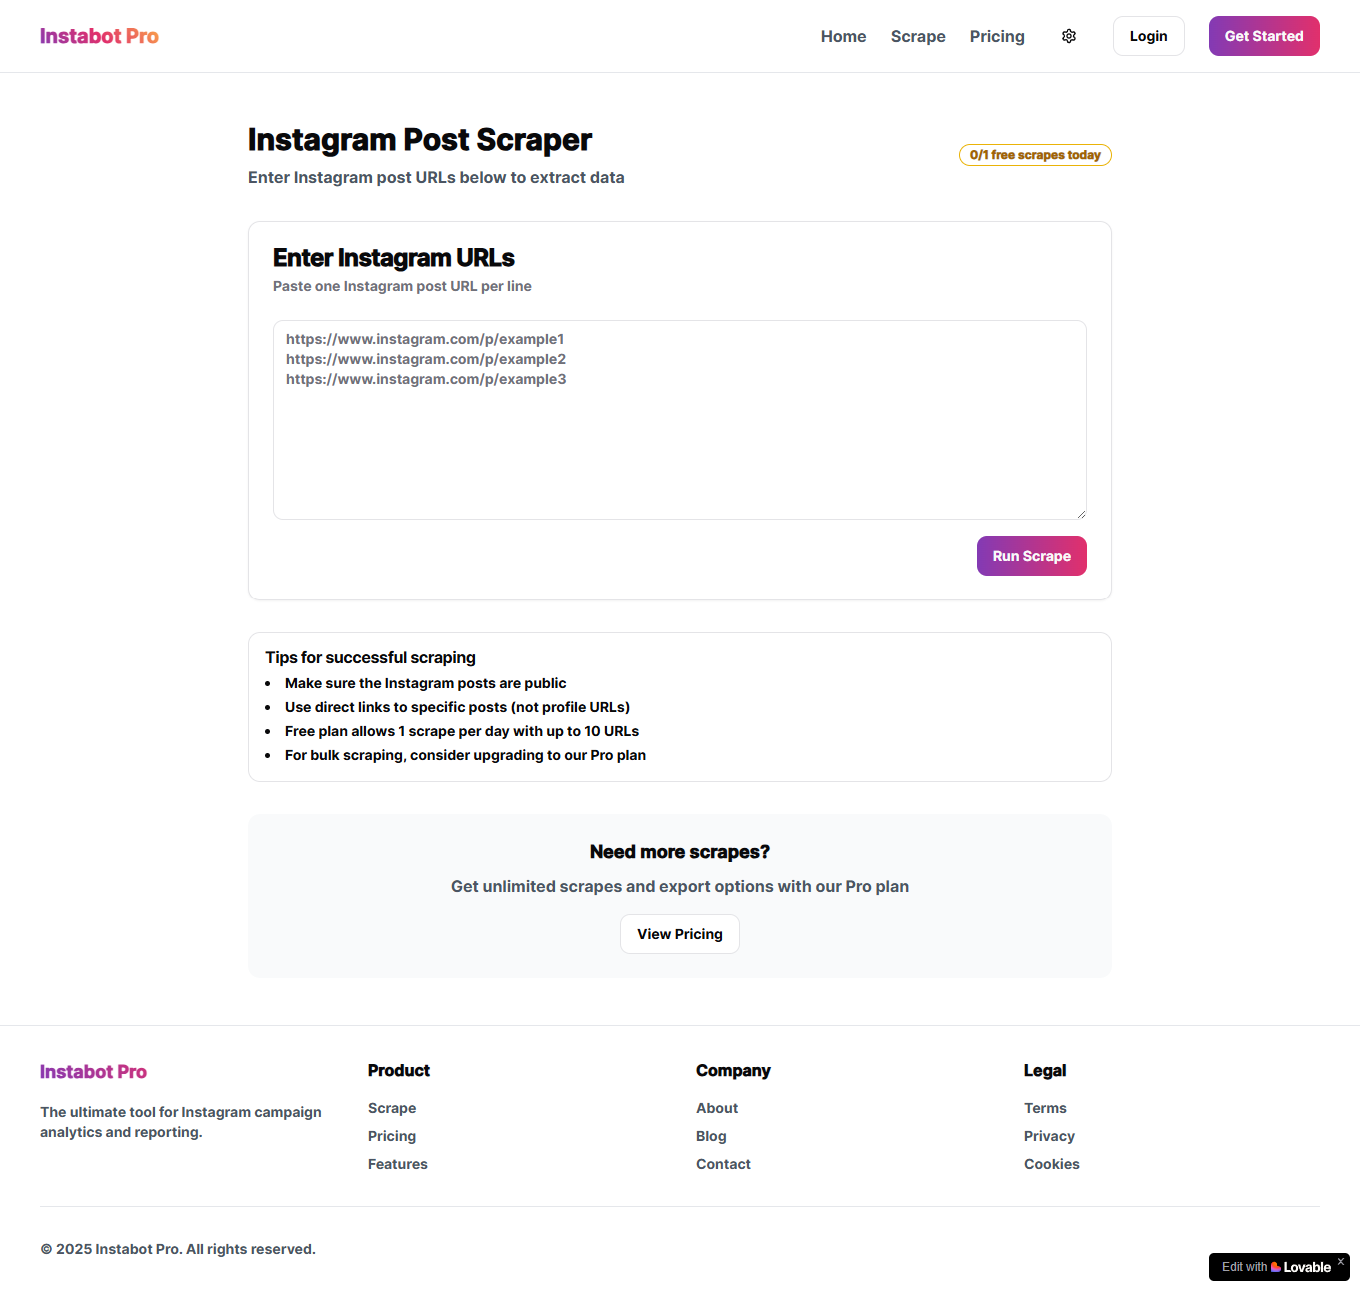 Instabot Pro
Home
Scrape
Pricing
Login
Get Started
Instagram Post Scraper
Enter Instagram post URLs below to extract data
0/1 free scrapes today
Enter Instagram URLs
Paste one Instagram post URL per line
https://www.instagram.com/p/example1
https://www.instagram.com/p/example2
https://www.instagram.com/p/example3
Run Scrape
Tips for successful scraping
Make sure the Instagram posts are public
Use direct links to specific posts (not profile URLs)
Free plan allows 1 scrape per day with up to 10 URLs
For bulk scraping, consider upgrading to our Pro plan
Need more scrapes?
Get unlimited scrapes and export options with our Pro plan
View Pricing
Instabot Pro
The ultimate tool for Instagram campaign
analytics and reporting.
Product
Scrape
Pricing
Features
Company
About
Blog
Contact
Legal
Terms
Privacy
Cookies
© 2025 Instabot Pro. All rights reserved.
Edit with Lovable